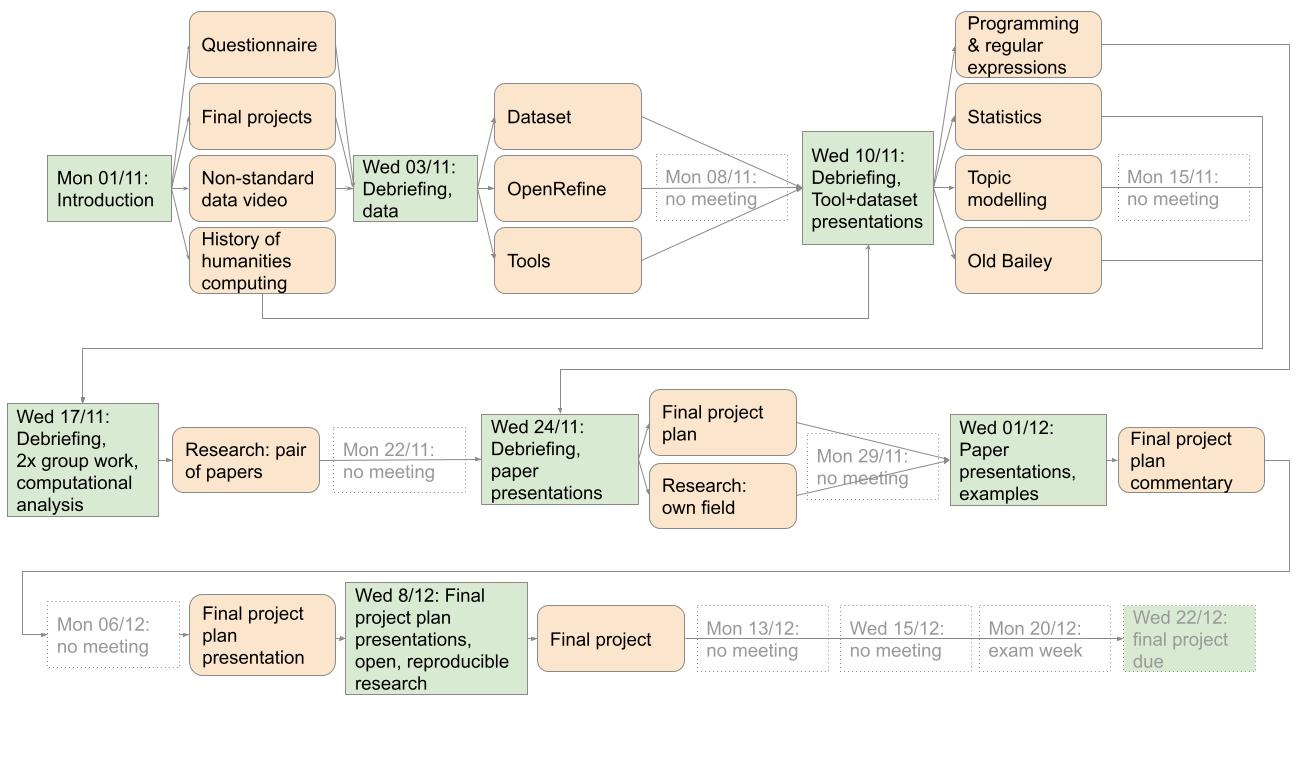 Questionnaire
Final projects
Mon 01/11:
Introduction
Non-standard
data video
History of
humanities
computing
Wed 03/11:
Debriefing,
data
Dataset
OpenRefine
Tools
Mon 08/11:
no meeting
Wed 10/11:
Debriefing,
Tool+dataset
presentations
Programming
& regular
expressions
Statistics
Topic
modelling
Old Bailey
Mon 15/11:
no meeting
Wed 17/11:
Debriefing,
2x group work,
computational
analysis
Research: pair
of papers
Mon 22/11:
no meeting
Wed 24/11:
Debriefing,
paper
presentations
Final project
plan
Research:
own field
Mon 29/11:
no meeting
Wed 01/12:
Paper
presentations,
examples
Final project
plan
commentary
Mon 06/12:
no meeting
Final project
plan
presentation
Wed 8/12: Final
project plan
presentations,
open, reproducible
research
Final project
Mon 13/12:
no meeting
Wed 15/12:
no meeting
Mon 20/12:
exam week
Wed 22/12:
final project
due